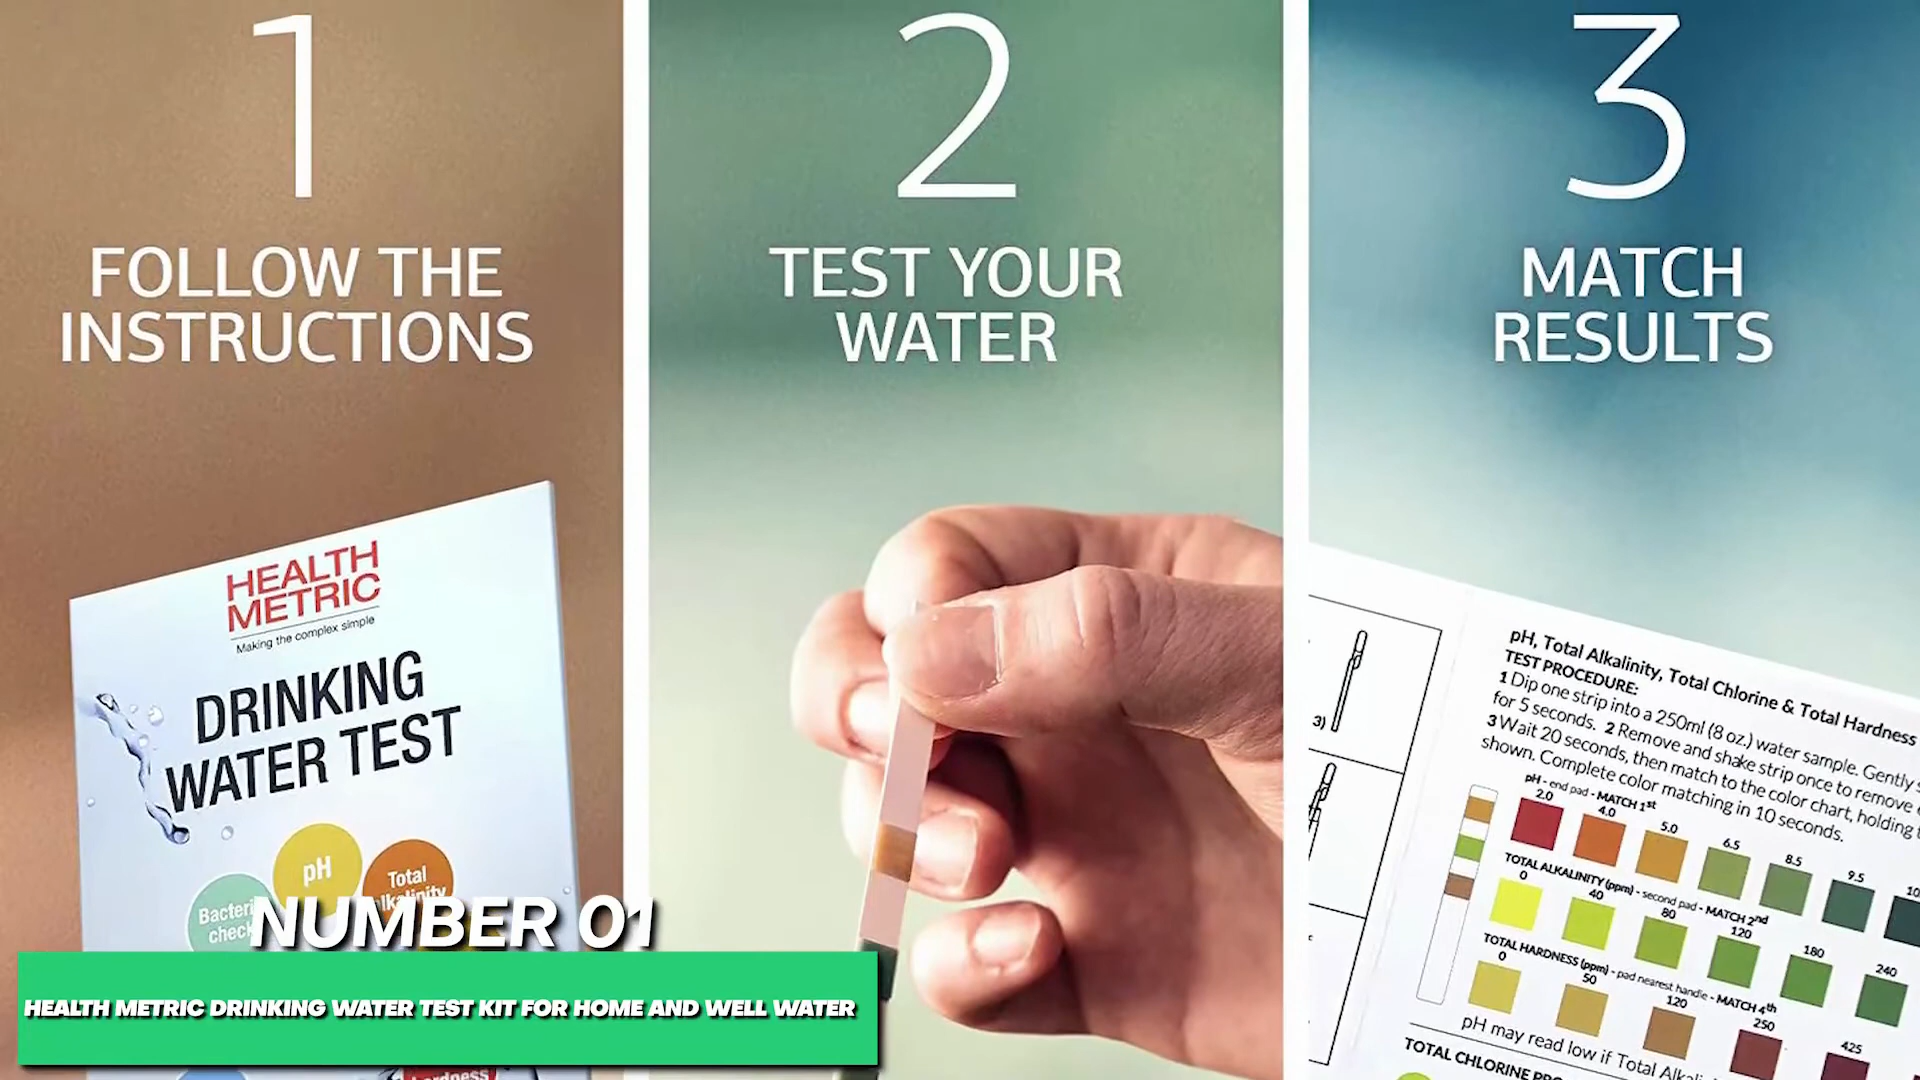 1
FOLLOW THE
INSTRUCTIONS
HEALTH
METRIC
Making the complex simple
DRINKING
WATER TEST
pH
Total
Bacteri
check
NUMBER 01
HEALTH METRIC DRINKING WATER TEST KIT FOR HOME AND WELL WATER
2
TEST YOUR
WATER
3
MATCH
RESULTS
3)
pH, Total Alkalinity, Total Chlorine & Total Hardness
TEST PROCEDURE:
1 Dip one strip into a 250ml (8 oz.) water sample. Gently
for 5 seconds. 2 Remove and shake strip once to remove
3 Wait 20 seconds, then match to the color chart, holding
shown. Complete color matching in 10 seconds.
pH - end pad - MATCH 1st
2.0 4.0 5.0 6.5 8.5 9.5 10
TOTAL ALKALINITY (ppm) - second pad - MATCH 2nd
0 40 80 120 180 240
TOTAL HARDNESS (ppm) - pad nearest handle - MATCH 4th
0 50 120 250 425
pH may read low if Total
TOTAL CHLORINE